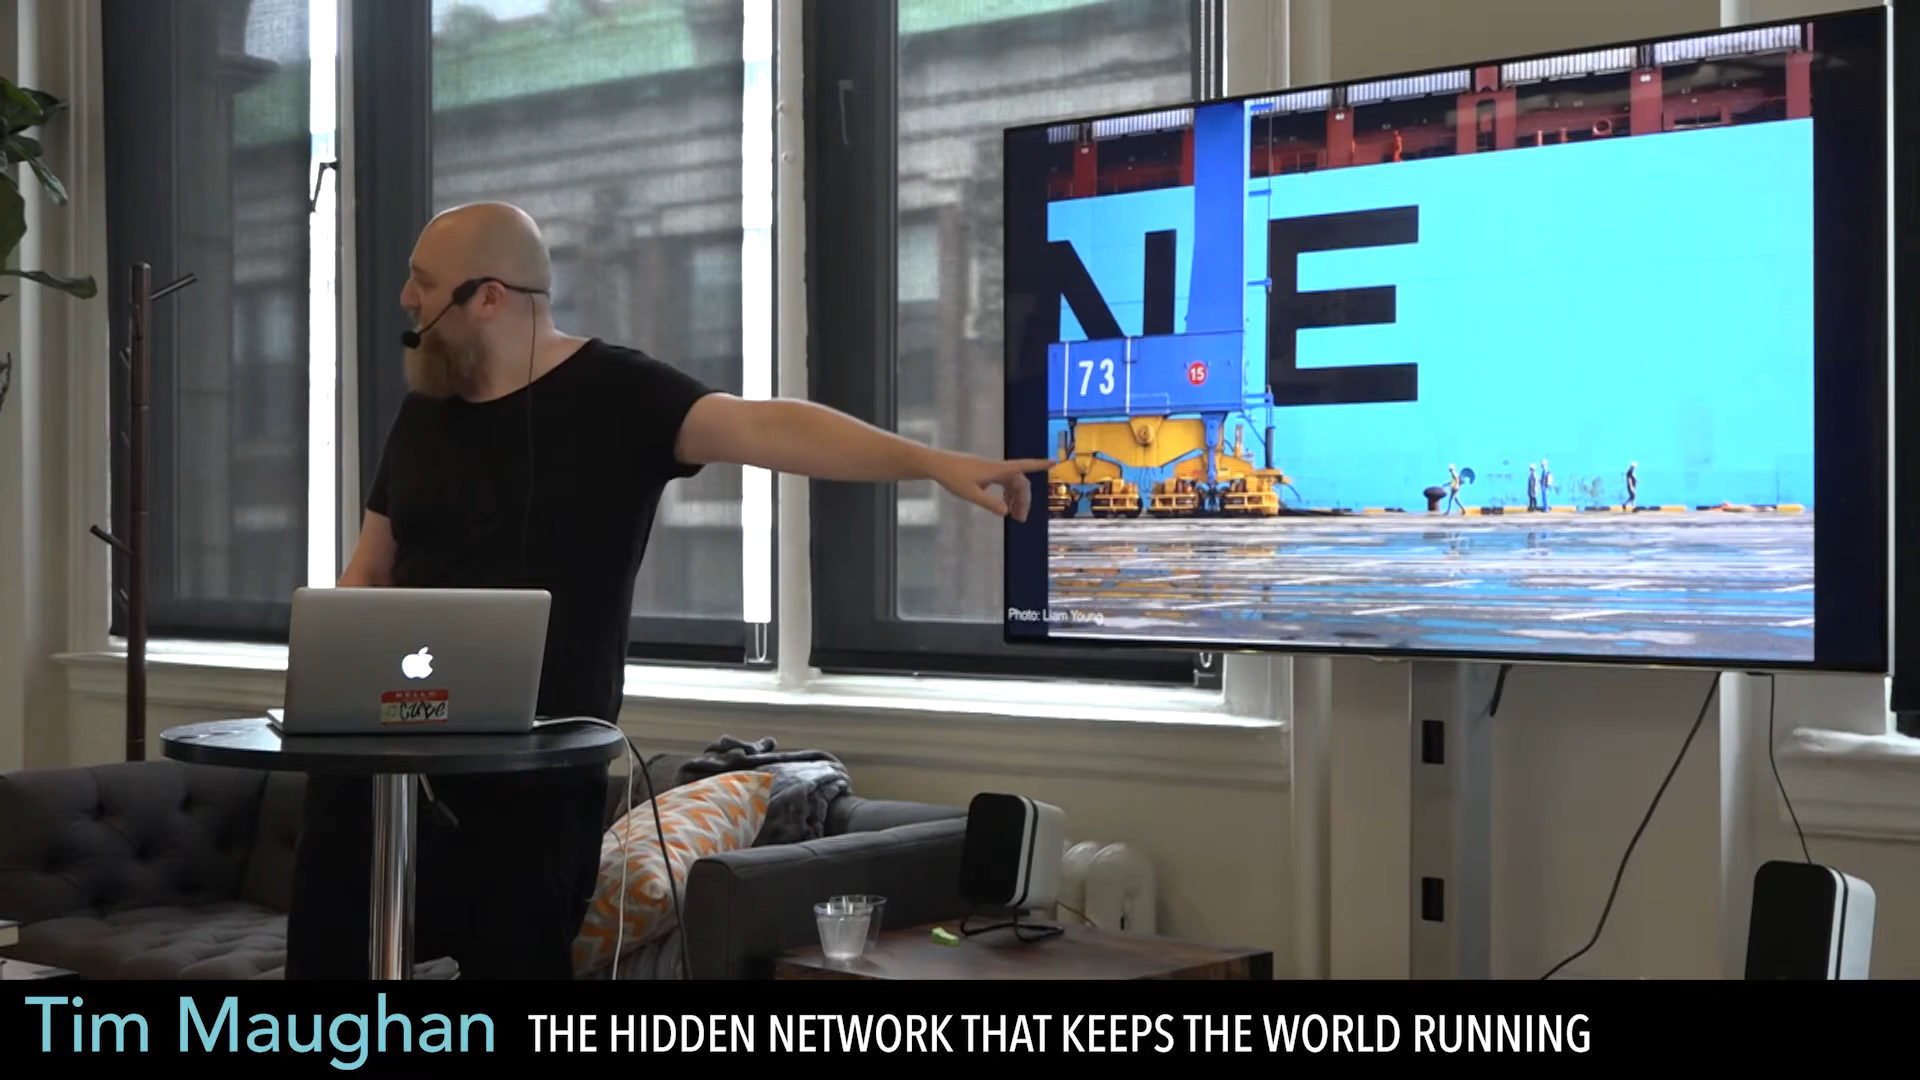 NE
73
15
Photo: Liam Young
HELLO
Tim Maughan THE HIDDEN NETWORK THAT KEEPS THE WORLD RUNNING